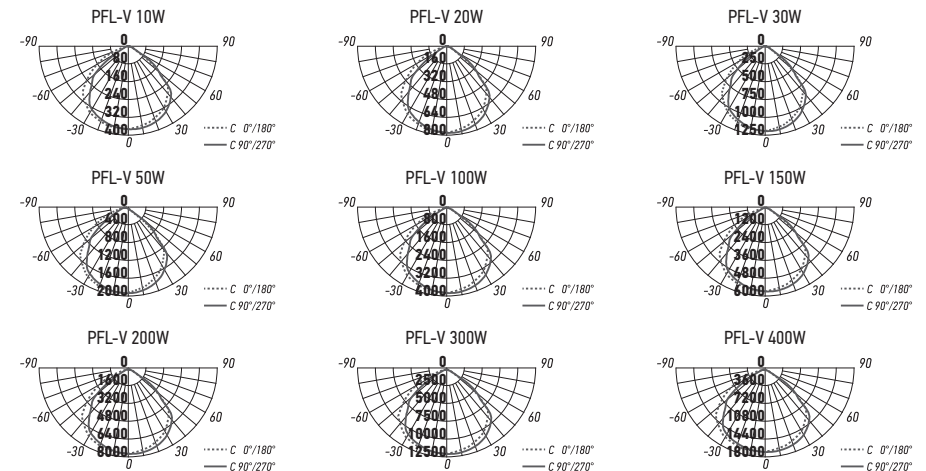 PFL-V 10W
-90 0 90
80
160
240
-60 60
320
400
-30 30
0
C 0°/180°
C 90°/270°
PFL-V 20W
-90 0 90
160
320
480
-60 60
640
800
-30 30
0
C 0°/180°
C 90°/270°
PFL-V 30W
-90 0 90
250
500
750
-60 60
1000
1250
-30 30
0
C 0°/180°
C 90°/270°
PFL-V 50W
-90 0 90
400
800
1200
-60 60
1600
2000
-30 30
0
C 0°/180°
C 90°/270°
PFL-V 100W
-90 0 90
800
1600
2400
-60 60
3200
4000
-30 30
0
C 0°/180°
C 90°/270°
PFL-V 150W
-90 0 90
1200
2400
3600
-60 60
4800
6000
-30 30
0
C 0°/180°
C 90°/270°
PFL-V 200W
-90 0 90
1600
3200
4800
-60 60
6400
8000
-30 30
0
C 0°/180°
C 90°/270°
PFL-V 300W
-90 0 90
2500
5000
7500
-60 60
10000
12500
-30 30
0
C 0°/180°
C 90°/270°
PFL-V 400W
-90 0 90
3600
7200
10800
-60 60
14400
18000
-30 30
0
C 0°/180°
C 90°/270°